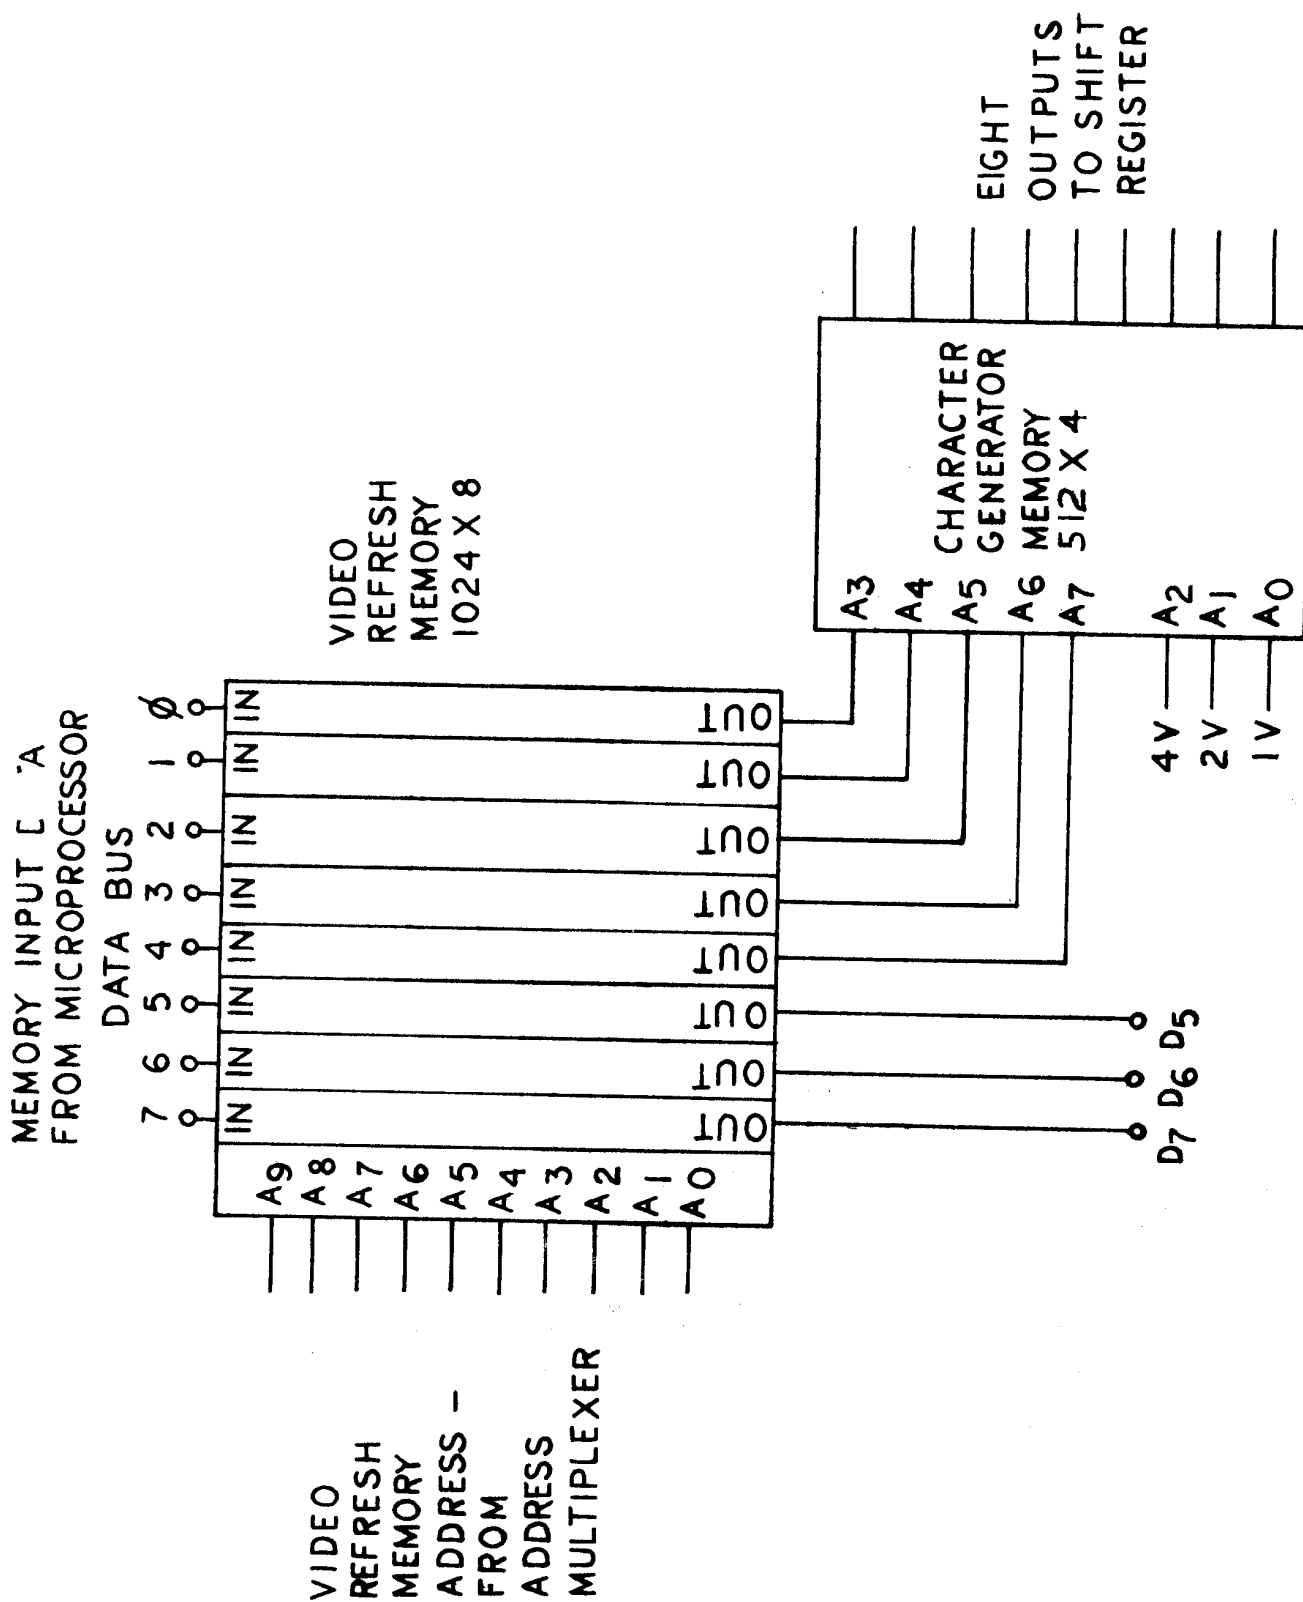 MEMORY INPUT
FROM MICROPROCESSOR
DATA BUS
7 6 5 4 3 2 1 Ø
IN IN IN IN IN IN IN IN
VIDEO
REFRESH
MEMORY
1024 X 8
A9
A8
A7
A6
A5
A4
A3
A2
A1
A0
OUT OUT OUT OUT OUT OUT OUT OUT
VIDEO
REFRESH
MEMORY
ADDRESS –
FROM
ADDRESS
MULTIPLEXER
A3
A4
A5
A6
A7
A2
A1
A0
CHARACTER
GENERATOR
MEMORY
512 X 4
4V
2V
1V
D7 D6 D5
EIGHT
OUTPUTS
TO SHIFT
REGISTER